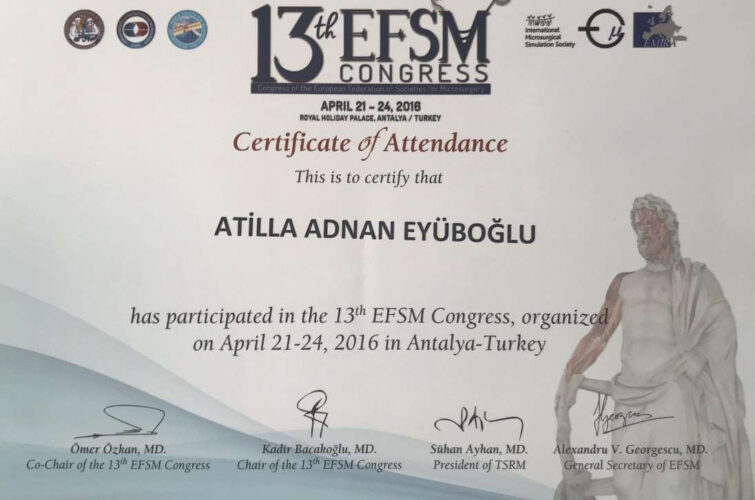 13th EFSM
CONGRESS
Congress of the European Federation of Societies for Microsurgery
APRIL 21 - 24, 2016
ROYAL HOLIDAY PALACE, ANTALYA / TURKEY
International
Microsurgical
Simulation Society
μ
Certificate of Attendance
This is to certify that
ATİLLA ADNAN EYÜBOĞLU
has participated in the 13th EFSM Congress, organized
on April 21-24, 2016 in Antalya-Turkey
Ömer Özkan, MD.
Co-Chair of the 13th EFSM Congress
Kadir Bacakoğlu, MD.
Chair of the 13th EFSM Congress
Sühan Ayhan, MD.
President of TSRM
Alexandru V. Georgescu, MD.
General Secretary of EFSM